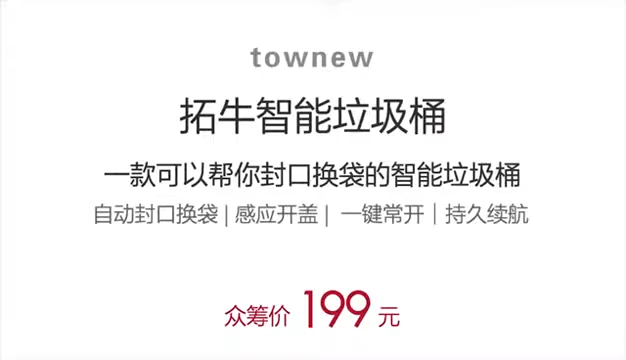 townew
拓牛智能垃圾桶
一款可以帮你封口换袋的智能垃圾桶
自动封口换袋 | 感应开盖 | 一键常开 | 持久续航
众筹价 199 元